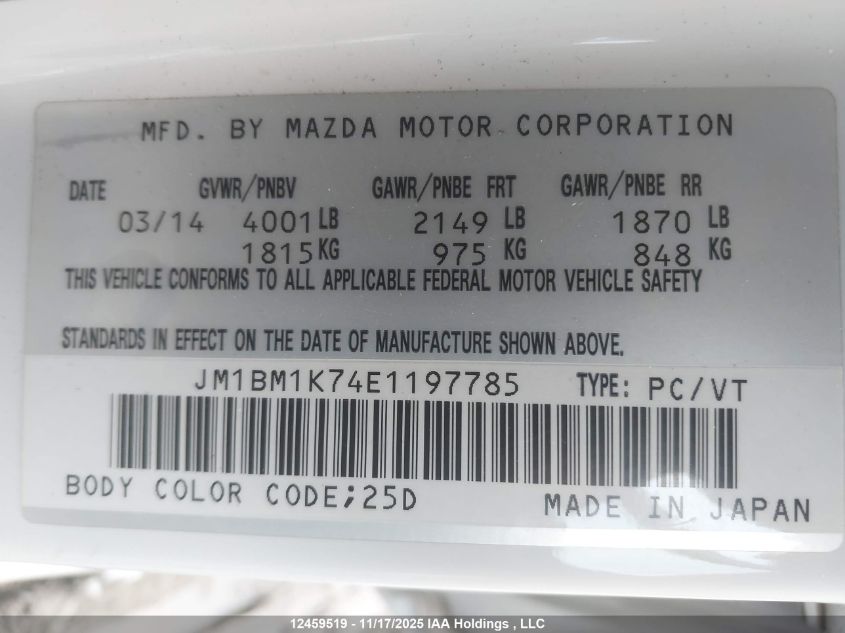 MFD. BY MAZDA MOTOR CORPORATION
DATE GVWR/PNBV GAWR/PNBE FRT GAWR/PNBE RR
03/14 4001 LB 2149 LB 1870 LB
1815 KG 975 KG 848 KG
THIS VEHICLE CONFORMS TO ALL APPLICABLE FEDERAL MOTOR VEHICLE SAFETY
STANDARDS IN EFFECT ON THE DATE OF MANUFACTURE SHOWN ABOVE.
JM1BM1K74E1197785 TYPE: PC/VT
BODY COLOR CODE;25D
MADE IN JAPAN
12459519 - 11/17/2025 IAA Holdings , LLC